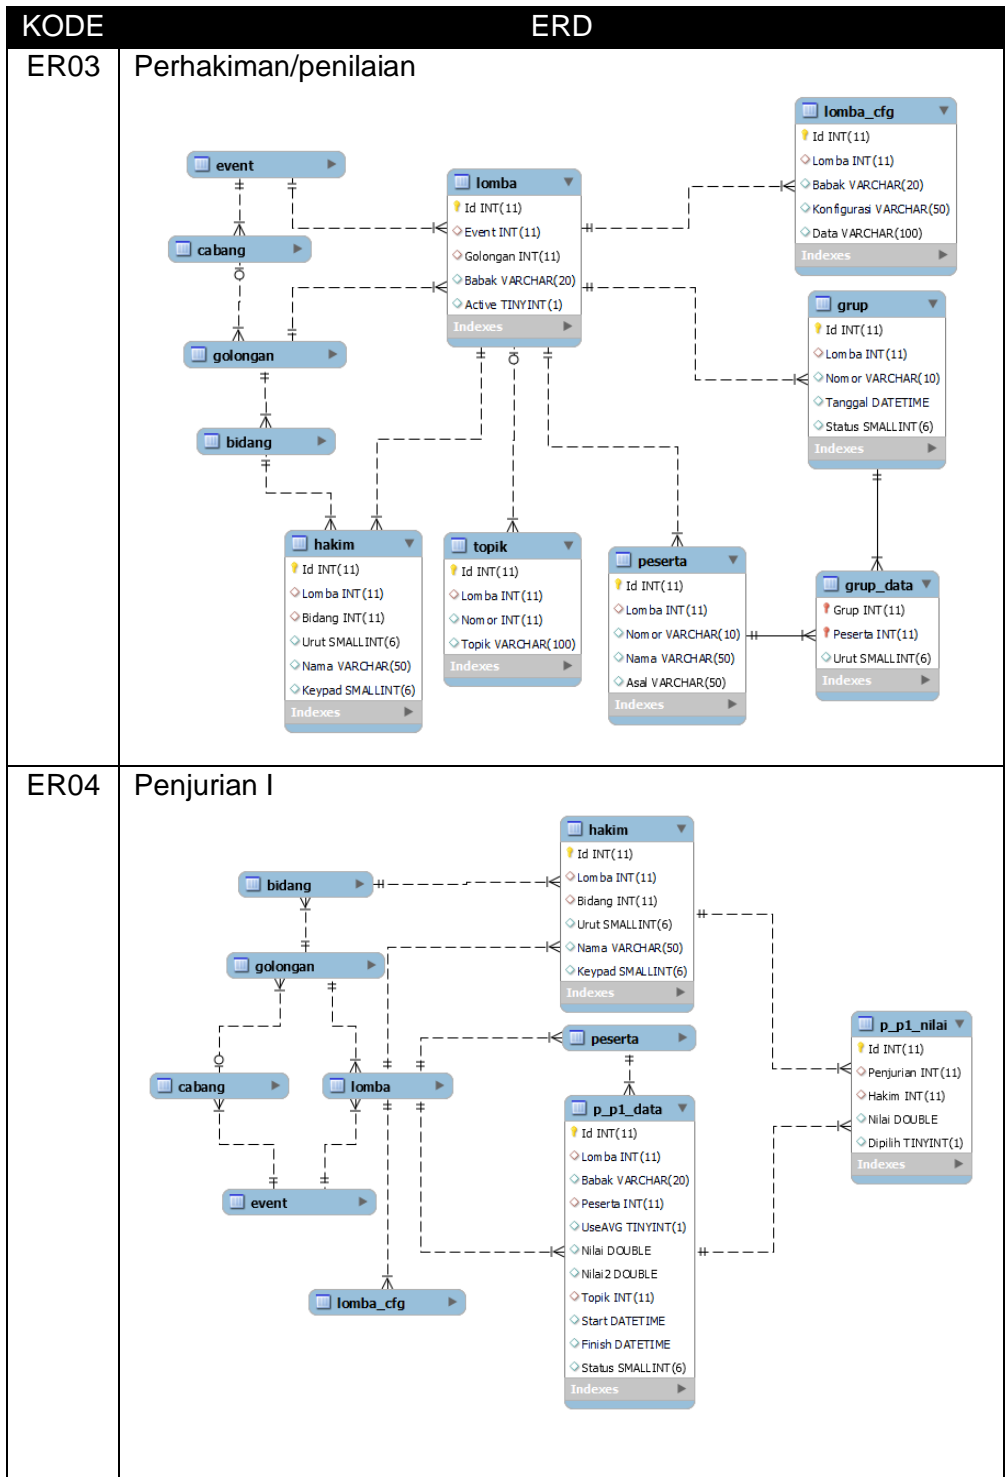 KODE ERD
ER03 Perhakiman/penilaian
lomba_cfg
Id INT(11)
Lomba INT(11)
Babak VARCHAR(20)
Konfigurasi VARCHAR(50)
Data VARCHAR(100)
Indexes
event
lomba
Id INT(11)
Event INT(11)
Golongan INT(11)
Babak VARCHAR(20)
Active TINYINT(1)
Indexes
cabang
golongan
bidang
grup
Id INT(11)
Lomba INT(11)
Nomor VARCHAR(10)
Tanggal DATETIME
Status SMALLINT(6)
Indexes
hakim
Id INT(11)
Lomba INT(11)
Bidang INT(11)
Urut SMALLINT(6)
Nama VARCHAR(50)
Keypad SMALLINT(6)
Indexes
topik
Id INT(11)
Lomba INT(11)
Nomor INT(11)
Topik VARCHAR(100)
Indexes
peserta
Id INT(11)
Lomba INT(11)
Nomor VARCHAR(10)
Nama VARCHAR(50)
Asal VARCHAR(50)
Indexes
grup_data
Grup INT(11)
Peserta INT(11)
Urut SMALLINT(6)
Indexes
ER04 Penjurian I
hakim
Id INT(11)
Lomba INT(11)
Bidang INT(11)
Urut SMALLINT(6)
Nama VARCHAR(50)
Keypad SMALLINT(6)
Indexes
bidang
golongan
cabang
lomba
event
lomba_cfg
peserta
p_p1_data
Id INT(11)
Lomba INT(11)
Babak VARCHAR(20)
Peserta INT(11)
UseAVG TINYINT(1)
Nilai DOUBLE
Nilai2 DOUBLE
Topik INT(11)
Start DATETIME
Finish DATETIME
Status SMALLINT(6)
Indexes
p_p1_nilai
Id INT(11)
Penjurian INT(11)
Hakim INT(11)
Nilai DOUBLE
Dipilih TINYINT(1)
Indexes